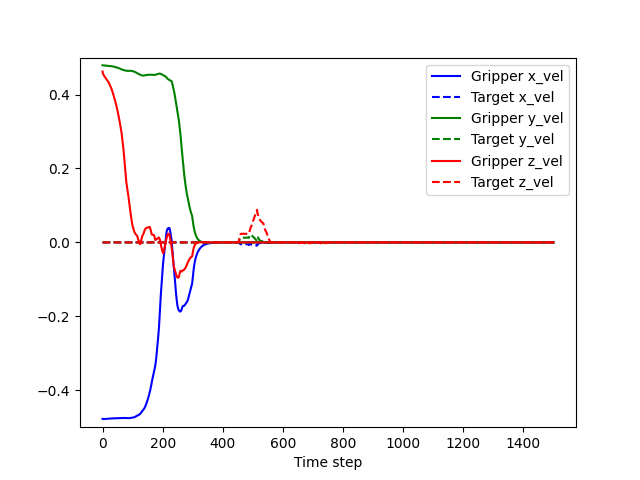 0.4
0.2
0.0
−0.2
−0.4
Gripper x_vel
Target x_vel
Gripper y_vel
Target y_vel
Gripper z_vel
Target z_vel
0 200 400 600 800 1000 1200 1400
Time step